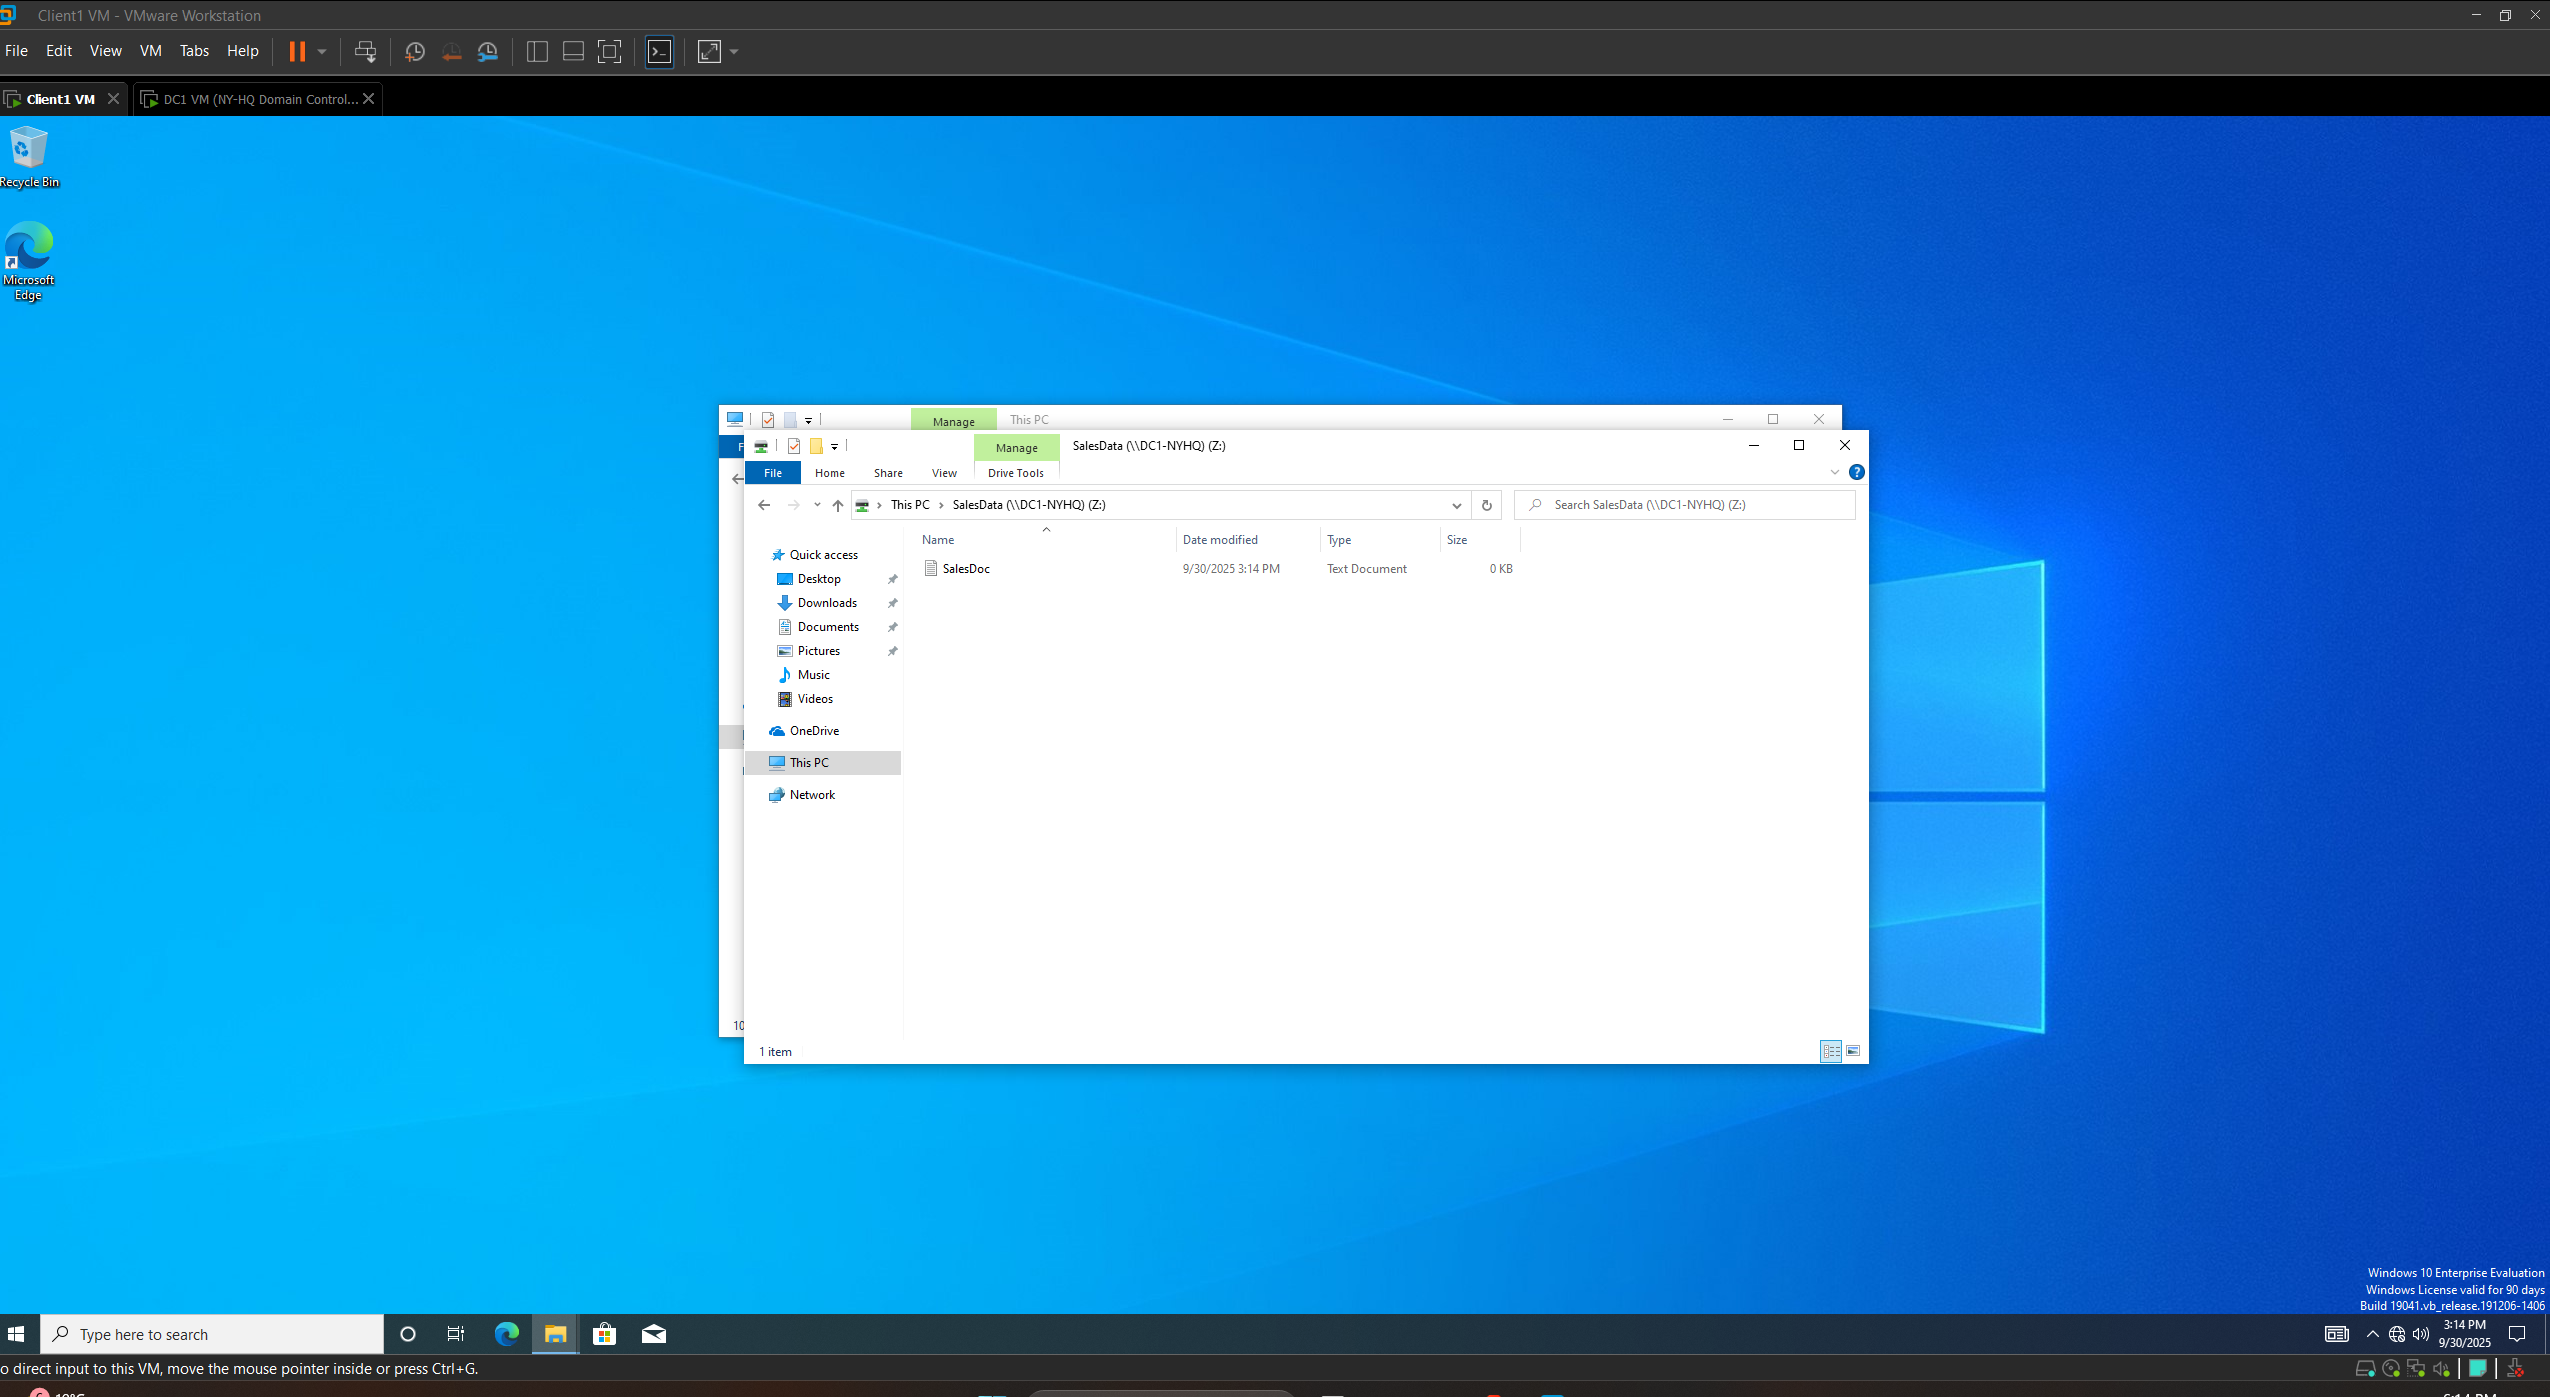 Client1 VM - VMware Workstation
File Edit View VM Tabs Help
Client1 VM DC1 VM (NY-HQ Domain Control...
Recycle Bin
Microsoft
Edge
Manage This PC
Manage SalesData (\\DC1-NYHQ) (Z:)
File Home Share View Drive Tools
This PC > SalesData (\\DC1-NYHQ) (Z:) Search SalesData (\\DC1-NYHQ) (Z:)
Name Date modified Type Size
Quick access
SalesDoc 9/30/2025 3:14 PM Text Document 0 KB
Desktop
Downloads
Documents
Pictures
Music
Videos
OneDrive
This PC
Network
10
1 item
Windows 10 Enterprise Evaluation
Windows License valid for 90 days
Build 19041.vb_release.191206-1406
Type here to search
3:14 PM
9/30/2025
o direct input to this VM, move the mouse pointer inside or press Ctrl+G.